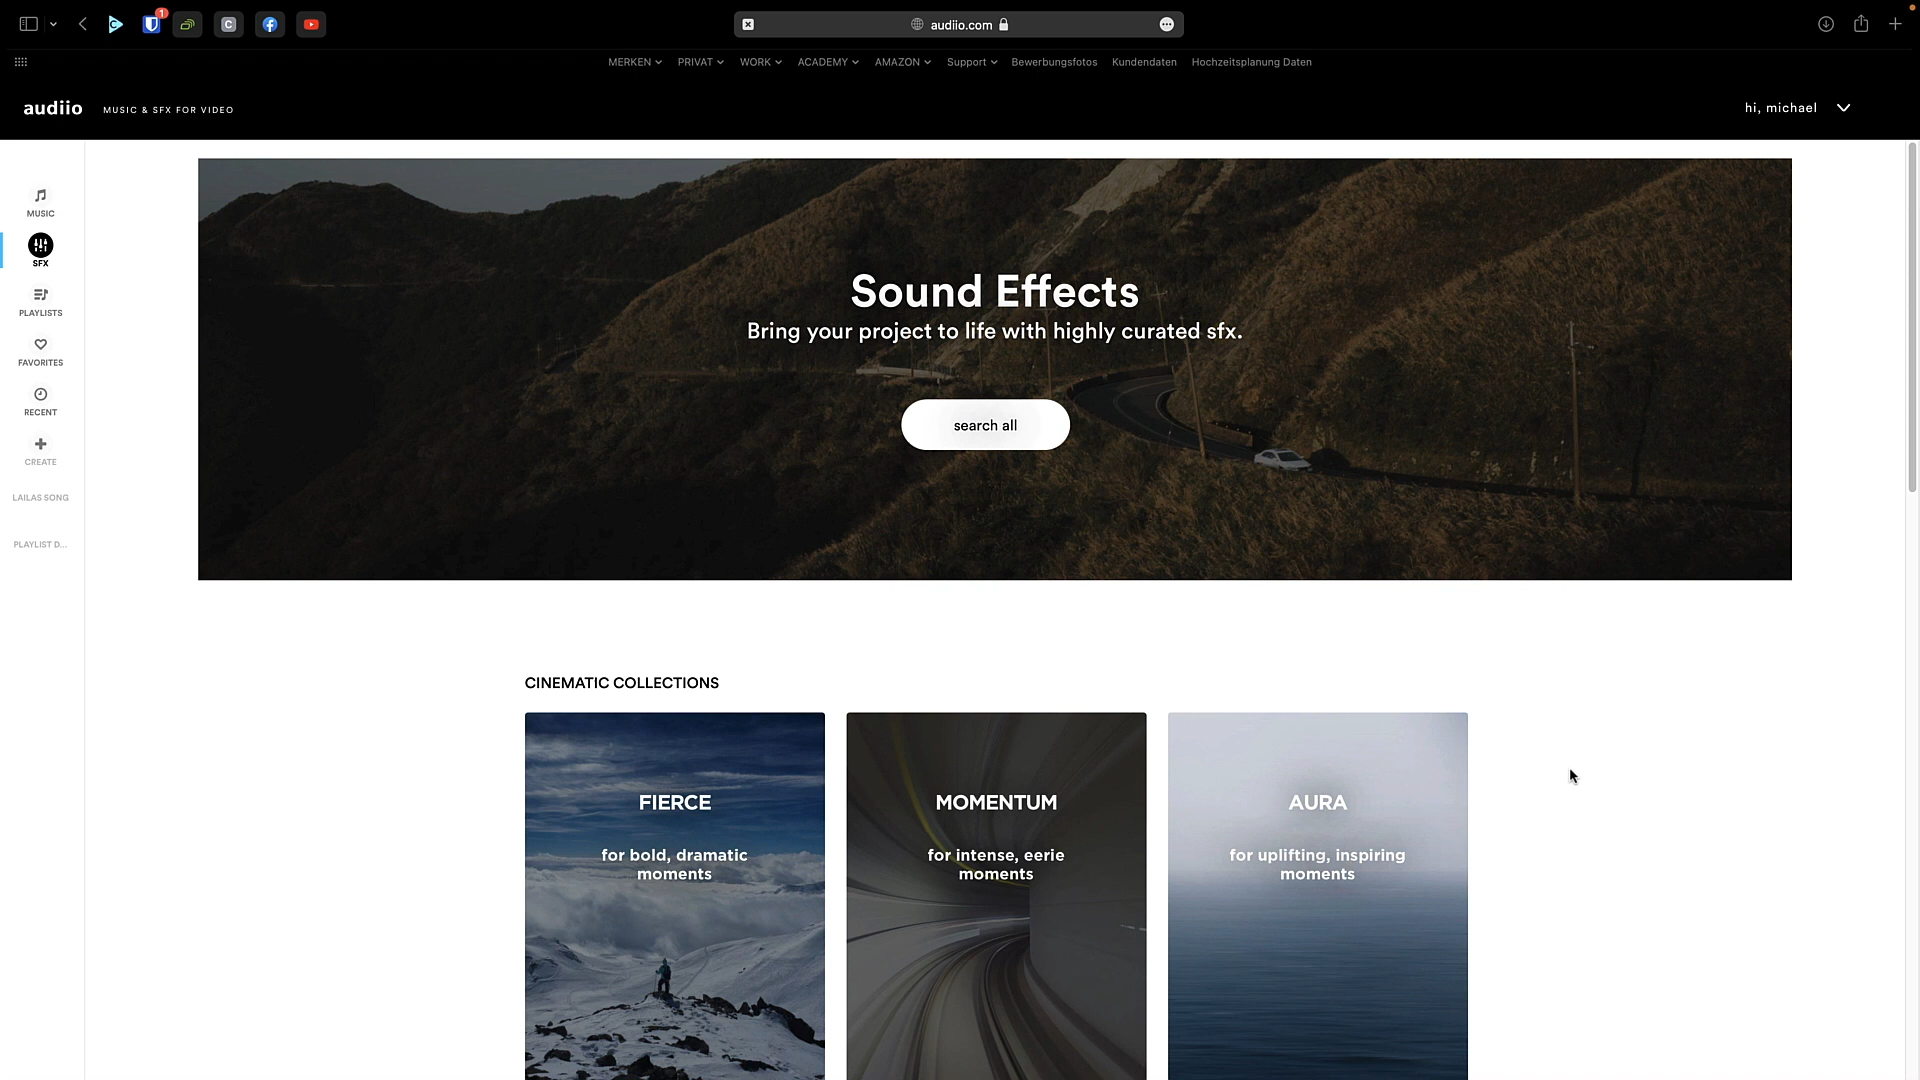 1
C
audiio.com
MERKEN PRIVAT WORK ACADEMY AMAZON Support Bewerbungsfotos Kundendaten Hochzeitsplanung Daten
audiio MUSIC & SFX FOR VIDEO
hi, michael
MUSIC
SFX
PLAYLISTS
FAVORITES
RECENT
CREATE
LAILAS SONG
PLAYLIST D...
Sound Effects
Bring your project to life with highly curated sfx.
search all
CINEMATIC COLLECTIONS
FIERCE
for bold, dramatic
moments
MOMENTUM
for intense, eerie
moments
AURA
for uplifting, inspiring
moments